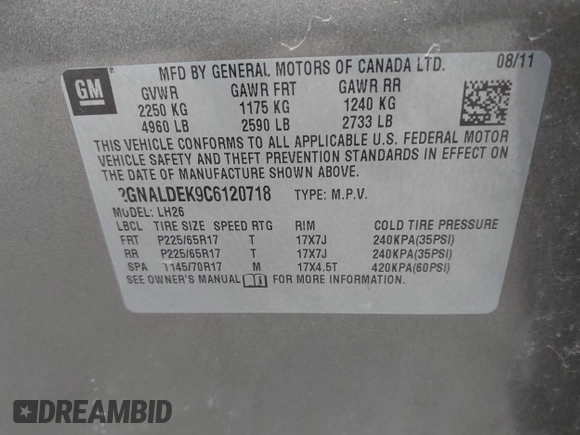 GM
MFD BY GENERAL MOTORS OF CANADA LTD. 08/11
GVWR GAWR FRT GAWR RR
2250 KG 1175 KG 1240 KG
4960 LB 2590 LB 2733 LB
THIS VEHICLE CONFORMS TO ALL APPLICABLE U.S. FEDERAL MOTOR
VEHICLE SAFETY AND THEFT PREVENTION STANDARDS IN EFFECT ON
THE DATE OF MANUFACTURE SHOWN ABOVE.
2GNALDEK9C6120718 TYPE: M.P.V.
MODEL: LH26
LBCL TIRE SIZE SPEED RTG RIM COLD TIRE PRESSURE
FRT P225/65R17 T 17X7J 240KPA(35PSI)
RR P225/65R17 T 17X7J 240KPA(35PSI)
SPA T145/70R17 M 17X4.5T 420KPA(60PSI)
SEE OWNER'S MANUAL FOR MORE INFORMATION.
DREAMBID